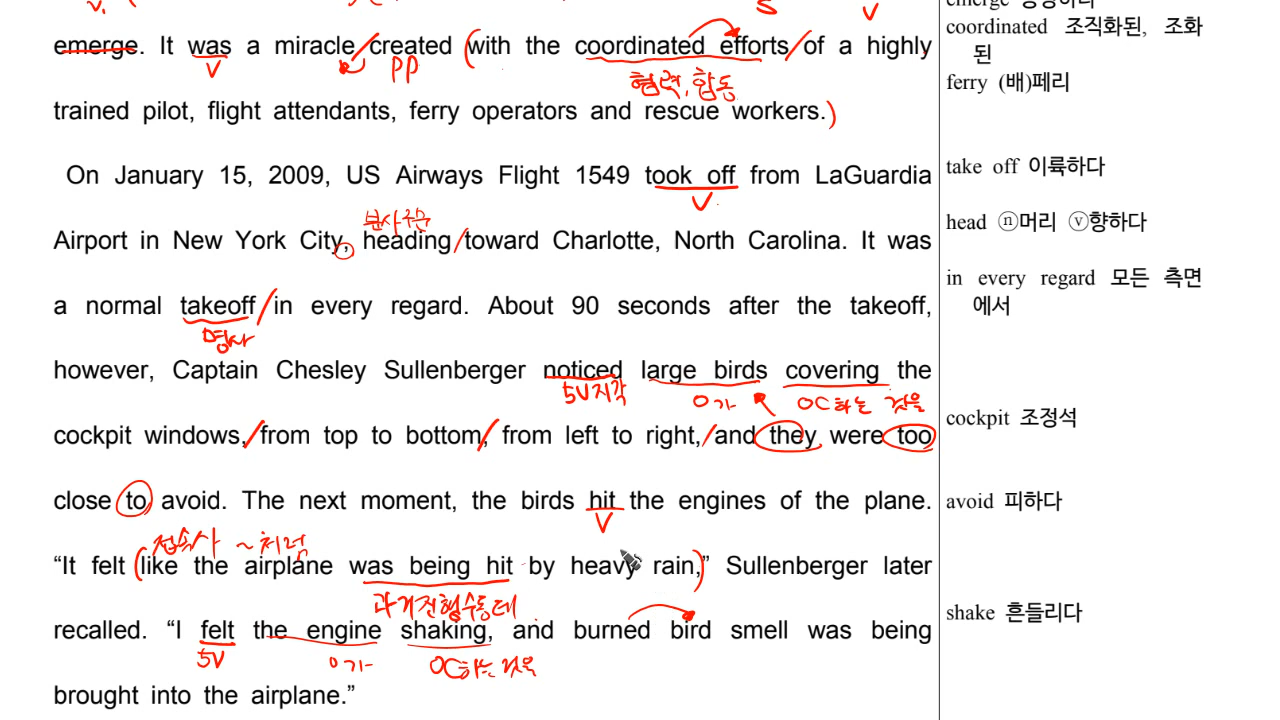 emerge. It was a miracle created with the coordinated efforts of a highly
trained pilot, flight attendants, ferry operators and rescue workers.
On January 15, 2009, US Airways Flight 1549 took off from LaGuardia
Airport in New York City, heading toward Charlotte, North Carolina. It was
a normal takeoff in every regard. About 90 seconds after the takeoff,
however, Captain Chesley Sullenberger noticed large birds covering the
cockpit windows, from top to bottom, from left to right, and they were too
close to avoid. The next moment, the birds hit the engines of the plane.
“It felt like the airplane was being hit by heavy rain,” Sullenberger later
recalled. “I felt the engine shaking, and burned bird smell was being
brought into the airplane.”
coordinated 조직화된, 조화
된
ferry (배)페리
take off 이륙하다
head ⓝ머리 ⓥ향하다
in every regard 모든 측면
에서
cockpit 조정석
avoid 피하다
shake 흔들리다
V.
S
V
V
PP
협력, 합동
V
분사구문
명사
5V지각
O가
OC하는 것을
V
접속사 ~처럼
과거진행수동태
5V
O가
OC하는 것을